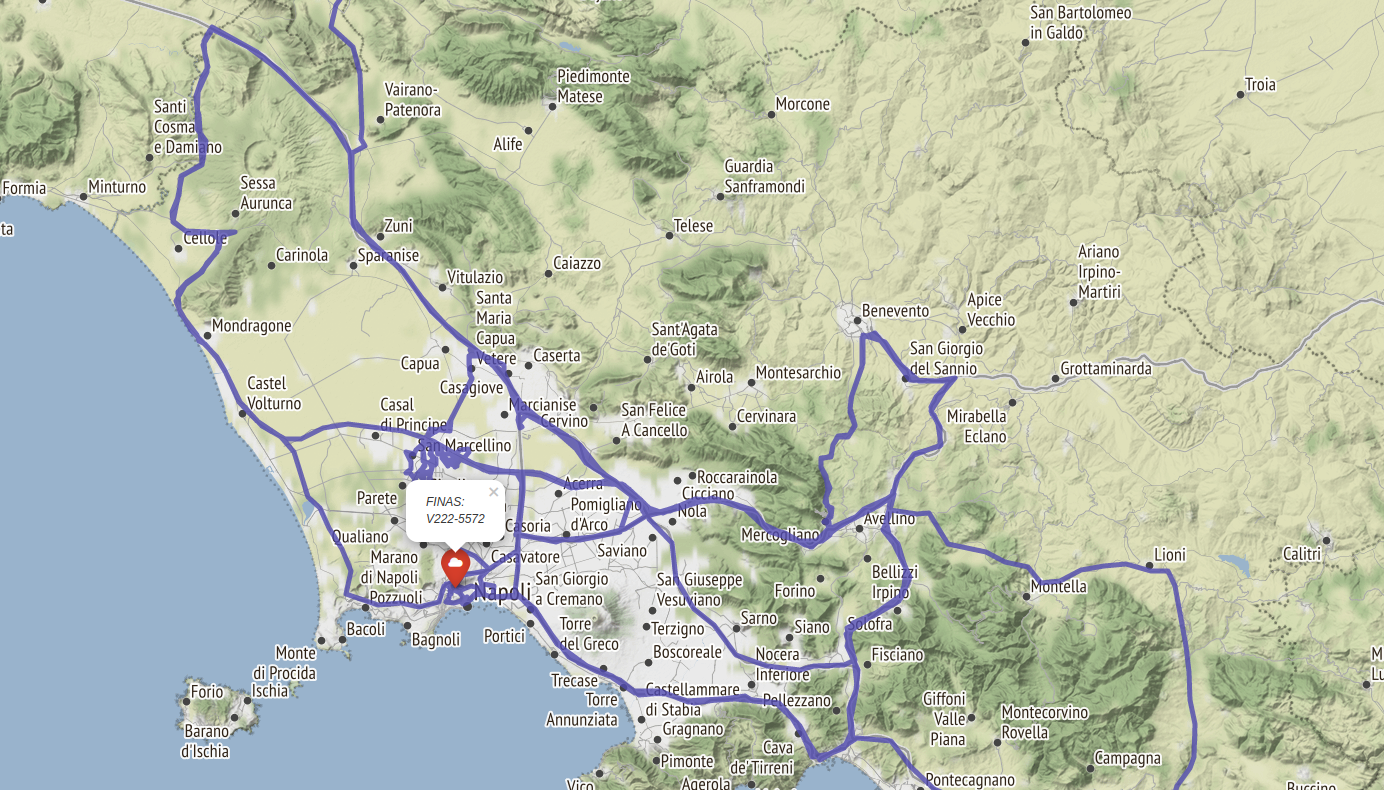 San Bartolomeo
in Galdo
Piedimonte
Matese
Troia
Vairano-
Patenora
Morcone
Santi
Cosma
e Damiano
Alife
Guardia
Sanframondi
Formia
Minturno
Sessa
Aurunca
ta
Cellole
Zuni
Telese
Carinola
Sparanise
Caiazzo
Ariano
Irpino-
Martiri
Vitulazio
Santa
Maria
Capua
Vetere
Benevento
Apice
Vecchio
Mondragone
Sant'Agata
de'Goti
San Giorgio
del Sannio
Capua
Caserta
Grottaminarda
Airola
Montesarchio
Casagiove
Castel
Volturno
Casal
di Principe
Marcianise
Cervino
San Felice
A Cancello
Cervinara
Mirabella
Eclano
San Marcellino
Roccarainola
Cicciano
Acerra
Parete
Pomigliano
d'Arco
Nola
FINAS:
V222-5572
×
Casoria
Avellino
Mercogliano
Qualiano
Saviano
Marano
di Napoli
Casavatore
Lioni
Calitri
San Giorgio
a Cremano
San Giuseppe
Vesuviano
Forino
Bellizzi
Irpino
Montella
Pozzuoli
Napoli
Torre
del Greco
Sarno
Siano
Solofra
Bacoli
Bagnoli
Portici
Terzigno
Boscoreale
Nocera
Inferiore
Fisciano
Monte
di Procida
Ischia
Forio
Trecase
Torre
Annunziata
Castellammare
di Stabia
Pellezzano
Giffoni
Valle
Piana
Montecorvino
Rovella
Barano
d'Ischia
Gragnano
Cava
de'Tirreni
Pimonte
Campagna
Vico
Agerola
Pontecagnano
Buccino